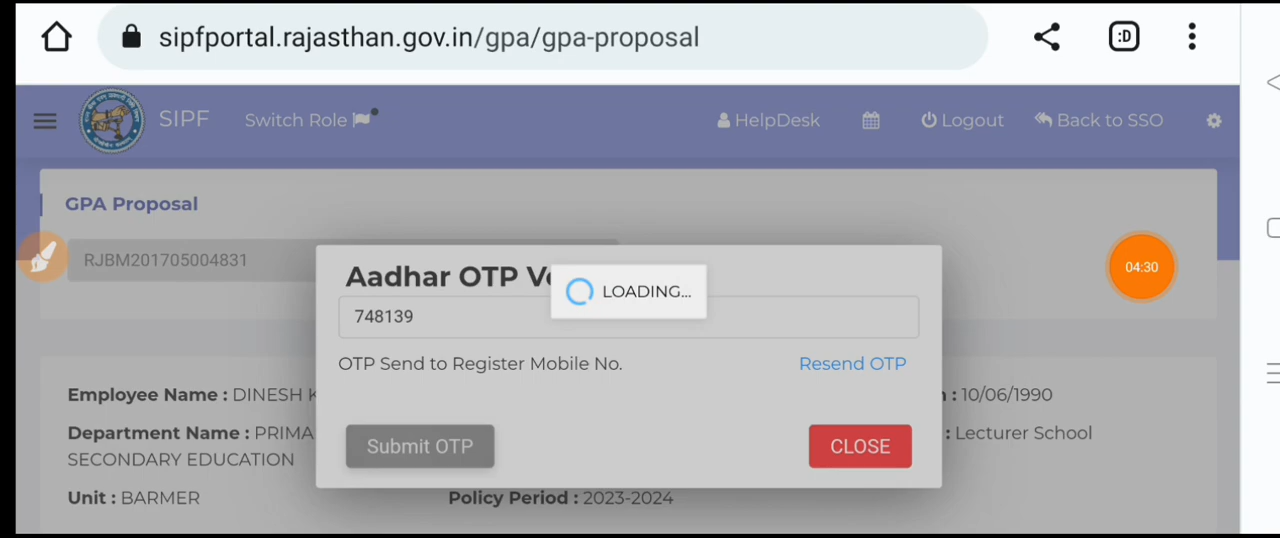 sipfportal.rajasthan.gov.in/gpa/gpa-proposal
:D
SIPF Switch Role HelpDesk Logout Back to SSO
GPA Proposal
RJBM201705004831
04:30
Aadhar OTP
LOADING...
748139
OTP Send to Register Mobile No. Resend OTP
Employee Name : DINESH 10/06/1990
Department Name : : Lecturer School
SECONDARY EDUCATION
Submit OTP CLOSE
Unit : BARMER Policy Period : 2023-2024